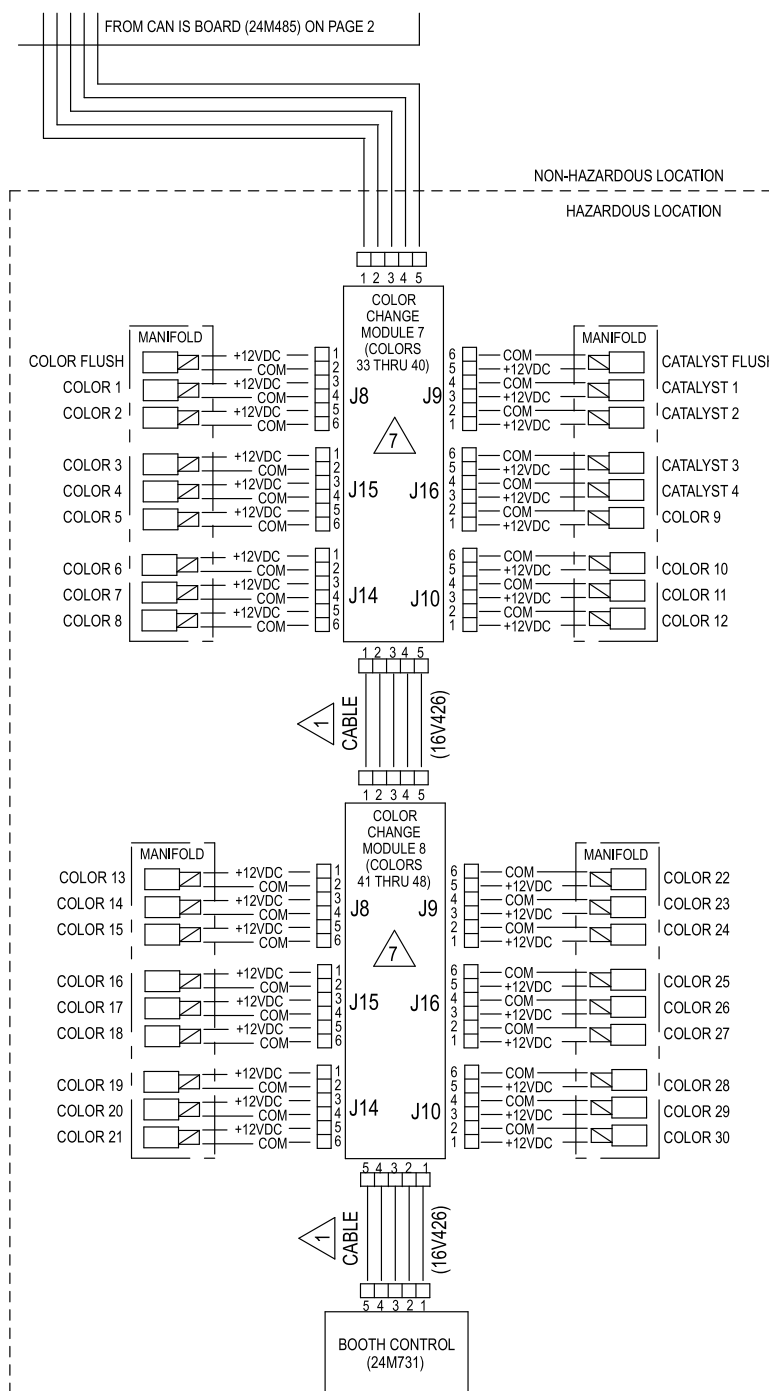 FROM CAN IS BOARD (24M485) ON PAGE 2
NON-HAZARDOUS LOCATION
HAZARDOUS LOCATION
1 2 3 4 5
COLOR
CHANGE
MODULE 7
(COLORS
33 THRU 40)
7
MANIFOLD
COLOR FLUSH +12VDC 1
COM 2
COLOR 1 +12VDC 3
COM 4
COLOR 2 +12VDC 5
COM 6
J8
COLOR 3 +12VDC 1
COM 2
COLOR 4 +12VDC 3
COM 4
COLOR 5 +12VDC 5
COM 6
J15
COLOR 6 +12VDC 1
COM 2
COLOR 7 +12VDC 3
COM 4
COLOR 8 +12VDC 5
COM 6
J14
MANIFOLD
J9
6 COM CATALYST FLUSH
5 +12VDC
4 COM CATALYST 1
3 +12VDC
2 COM CATALYST 2
1 +12VDC
J16
6 COM CATALYST 3
5 +12VDC
4 COM CATALYST 4
3 +12VDC
2 COM COLOR 9
1 +12VDC
J10
6 COM COLOR 10
5 +12VDC
4 COM COLOR 11
3 +12VDC
2 COM COLOR 12
1 +12VDC
1 2 3 4 5
1
CABLE
(16V426)
1 2 3 4 5
COLOR
CHANGE
MODULE 8
(COLORS
41 THRU 48)
7
MANIFOLD
COLOR 13 +12VDC 1
COM 2
COLOR 14 +12VDC 3
COM 4
COLOR 15 +12VDC 5
COM 6
J8
COLOR 16 +12VDC 1
COM 2
COLOR 17 +12VDC 3
COM 4
COLOR 18 +12VDC 5
COM 6
J15
COLOR 19 +12VDC 1
COM 2
COLOR 20 +12VDC 3
COM 4
COLOR 21 +12VDC 5
COM 6
J14
MANIFOLD
J9
6 COM COLOR 22
5 +12VDC
4 COM COLOR 23
3 +12VDC
2 COM COLOR 24
1 +12VDC
J16
6 COM COLOR 25
5 +12VDC
4 COM COLOR 26
3 +12VDC
2 COM COLOR 27
1 +12VDC
J10
6 COM COLOR 28
5 +12VDC
4 COM COLOR 29
3 +12VDC
2 COM COLOR 30
1 +12VDC
5 4 3 2 1
1
CABLE
(16V426)
5 4 3 2 1
BOOTH CONTROL
(24M731)